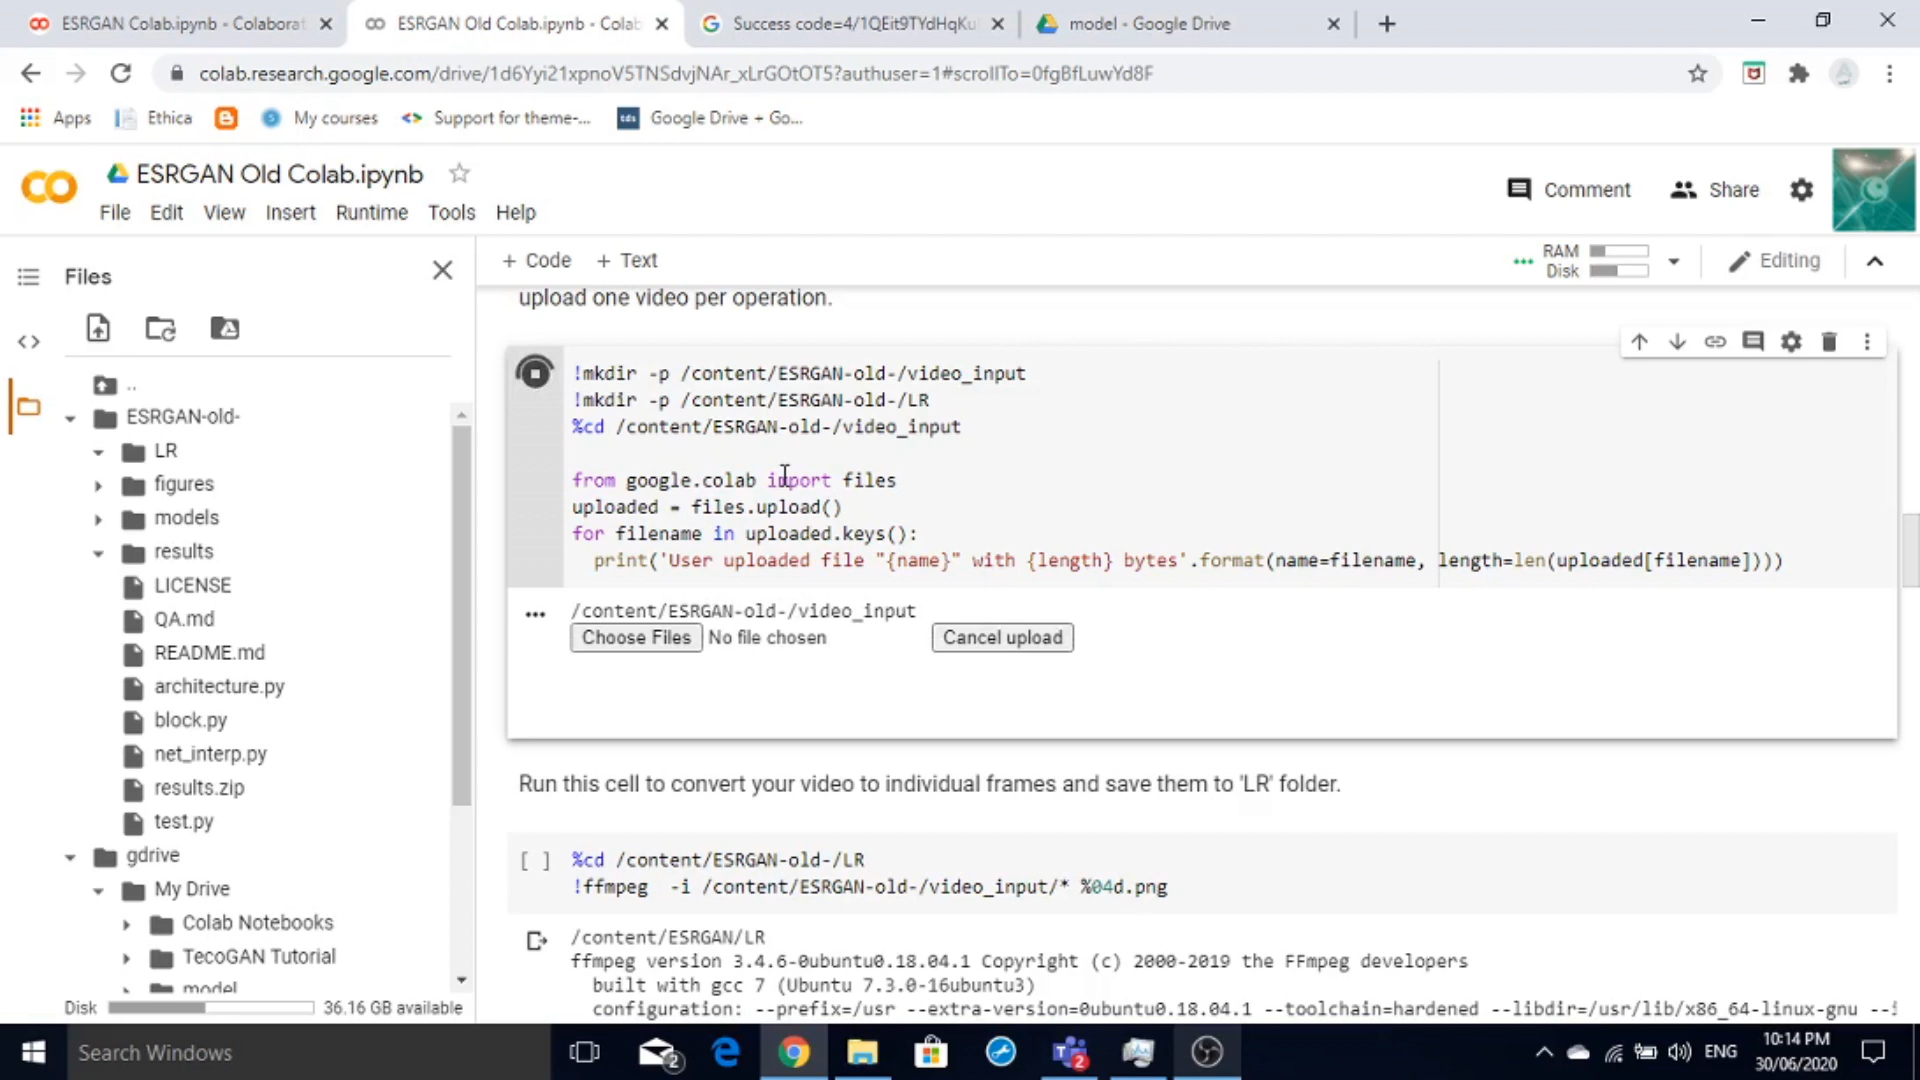 ESRGAN Colab.ipynb - Colaborat
ESRGAN Old Colab.ipynb - Colab
Success code=4/1QEit9TYdHqKu
model - Google Drive
colab.research.google.com/drive/1d6Yyi21xpnoV5TNSdvjNAr_xLrGOtOT5?authuser=1#scrollTo=0fgBfLuwYd8F
Apps
Ethica
My courses
Support for theme-...
tds
Google Drive + Go...
CO
ESRGAN Old Colab.ipynb
Comment
Share
File Edit View Insert Runtime Tools Help
Files
+ Code + Text
RAM
Disk
Editing
upload one video per operation.
..
ESRGAN-old-
LR
figures
models
results
LICENSE
QA.md
README.md
architecture.py
block.py
net_interp.py
results.zip
test.py
gdrive
My Drive
Colab Notebooks
TecoGAN Tutorial
model
Disk
36.16 GB available
!mkdir -p /content/ESRGAN-old-/video_input
!mkdir -p /content/ESRGAN-old-/LR
%cd /content/ESRGAN-old-/video_input
from google.colab import files
uploaded = files.upload()
for filename in uploaded.keys():
print('User uploaded file "{name}" with {length} bytes'.format(name=filename, length=len(uploaded[filename])))
/content/ESRGAN-old-/video_input
Choose Files No file chosen Cancel upload
Run this cell to convert your video to individual frames and save them to 'LR' folder.
[ ] %cd /content/ESRGAN-old-/LR
!ffmpeg -i /content/ESRGAN-old-/video_input/* %04d.png
/content/ESRGAN/LR
ffmpeg version 3.4.6-0ubuntu0.18.04.1 Copyright (c) 2000-2019 the FFmpeg developers
built with gcc 7 (Ubuntu 7.3.0-16ubuntu3)
configuration: --prefix=/usr --extra-version=0ubuntu0.18.04.1 --toolchain=hardened --libdir=/usr/lib/x86_64-linux-gnu --i
Search Windows
2
2
ENG
10:14 PM
30/06/2020